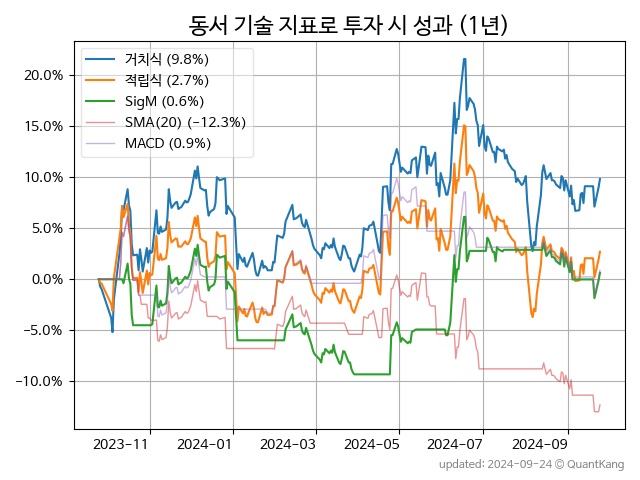 동서 기술 지표로 투자 시 성과 (1년)
거치식 (9.8%)
적립식 (2.7%)
SigM (0.6%)
SMA(20) (−12.3%)
MACD (0.9%)
20.0%
15.0%
10.0%
5.0%
0.0%
−5.0%
−10.0%
2023-11 2024-01 2024-03 2024-05 2024-07 2024-09
updated: 2024-09-24 © QuantKang